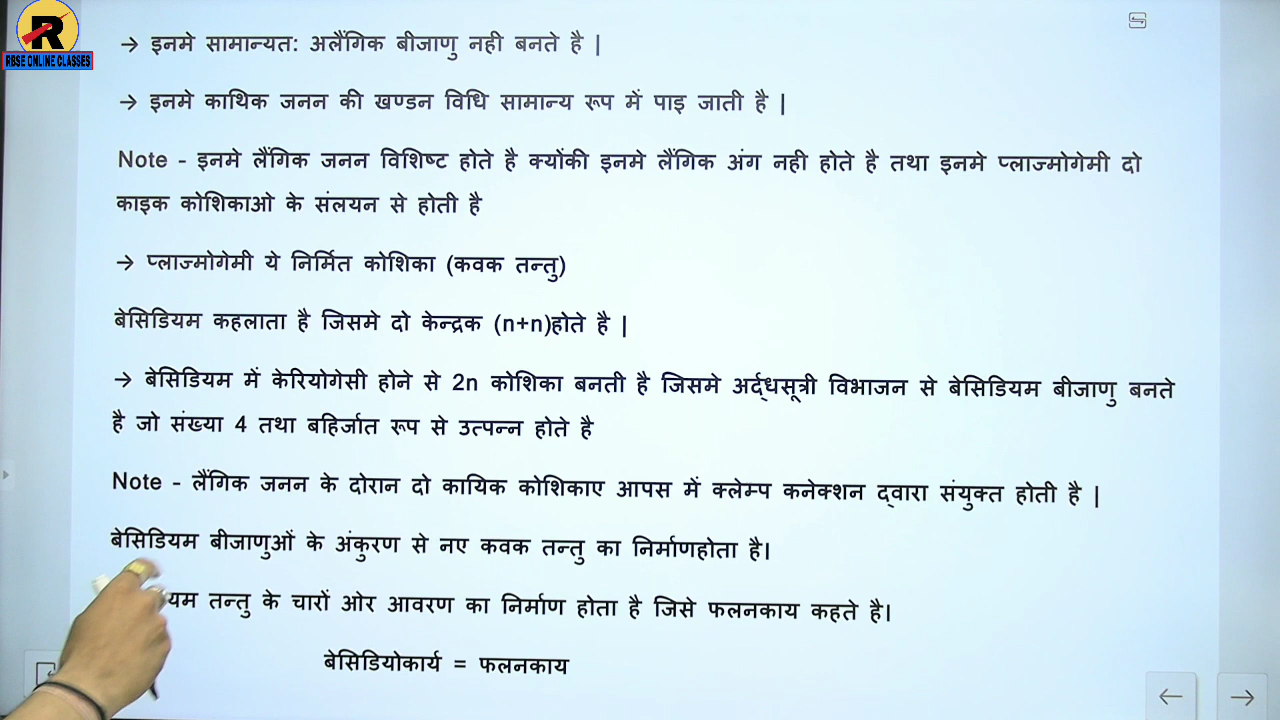 R
RBSE ONLINE CLASSES
→ इनमे सामान्यत: अलैंगिक बीजाणु नही बनते है |
→ इनमे काथिक जनन की खण्डन विधि सामान्य रूप में पाइ जाती है |
Note - इनमे लैंगिक जनन विशिष्ट होते है क्योंकी इनमे लैंगिक अंग नही होते है तथा इनमे प्लाज्मोगेमी दो
काइक कोशिकाओ के संलयन से होती है
→ प्लाज्मोगेमी ये निर्मित कोशिका (कवक तन्तु)
बेसिडियम कहलाता है जिसमे दो केन्द्रक (n+n)होते है |
→ बेसिडियम में केरियोगेसी होने से 2n कोशिका बनती है जिसमे अर्द्धसूत्री विभाजन से बेसिडियम बीजाणु बनते
है जो संख्या 4 तथा बहिर्जात रूप से उत्पन्न होते है
Note - लैंगिक जनन के दोरान दो कायिक कोशिकाए आपस में क्लेम्प कनेक्शन द्वारा संयुक्त होती है |
बेसिडियम बीजाणुओं के अंकुरण से नए कवक तन्तु का निर्माणहोता है।
यम तन्तु के चारों ओर आवरण का निर्माण होता है जिसे फलनकाय कहते है।
बेसिडियोकार्य = फलनकाय